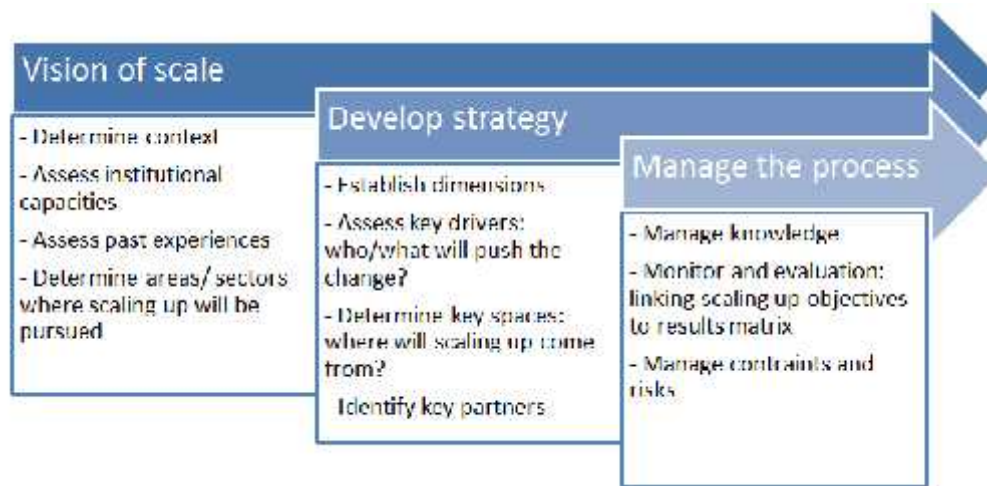 Vision of scale
- Determine context
- Assess institutional
capacities
- Assess past experiences
- Determine areas/ sectors
where scaling up will be
pursued
Develop strategy
- Establish dimensions
- Assess key drivers:
who/what will push the
change?
- Determine key spaces:
where will scaling up come
from?
Identify key partners
Manage the process
- Manage knowledge
- Monitor and evaluation:
linking scaling up objectives
to results matrix
- Manage contraints and
risks